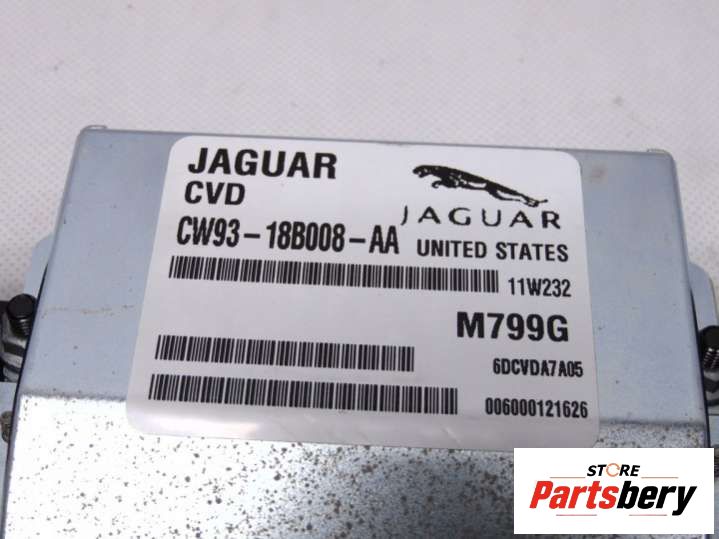 JAGUAR
CVD
JAGUAR
CW93-18B008-AA
UNITED STATES
11W232
M799G
6DCVDA7A05
006000121626
STORE
Partsbery